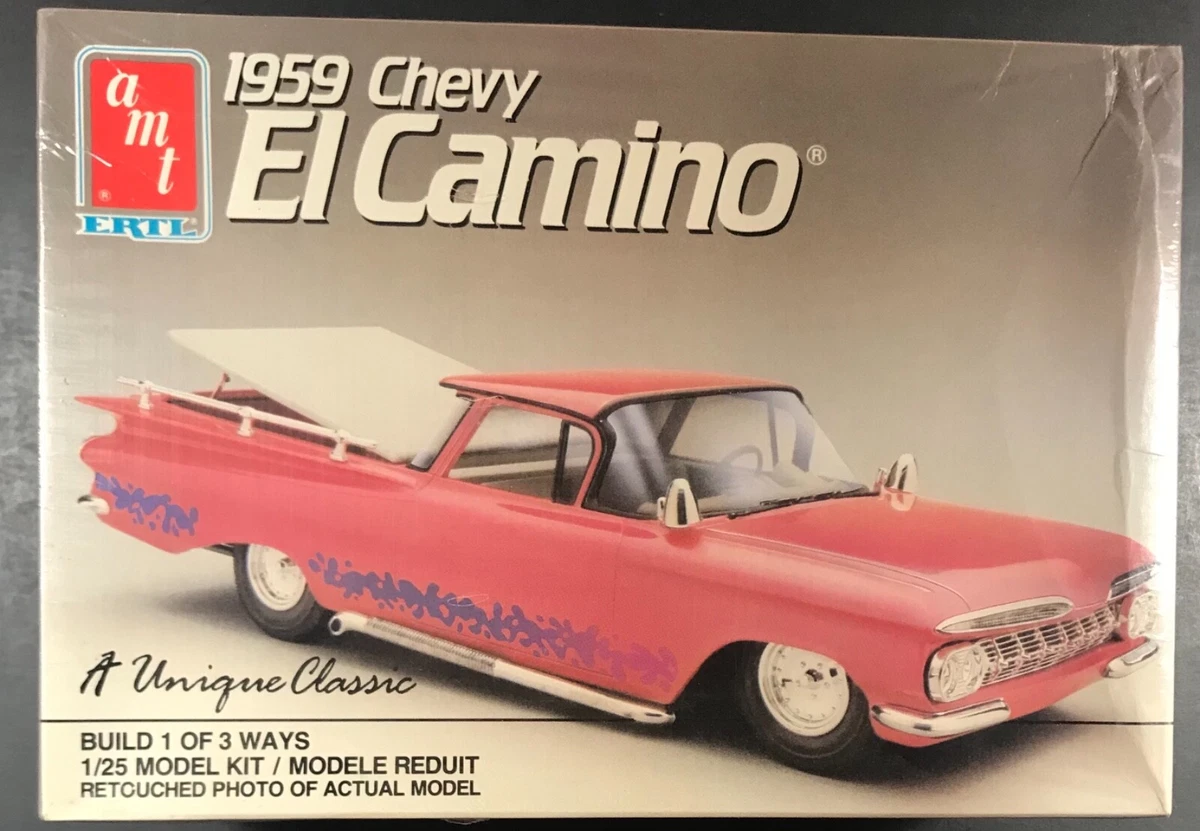 amt®
ERTL®
1959 Chevy
El Camino®
A Unique Classic
BUILD 1 OF 3 WAYS
1/25 MODEL KIT / MODELE REDUIT
RETOUCHED PHOTO OF ACTUAL MODEL